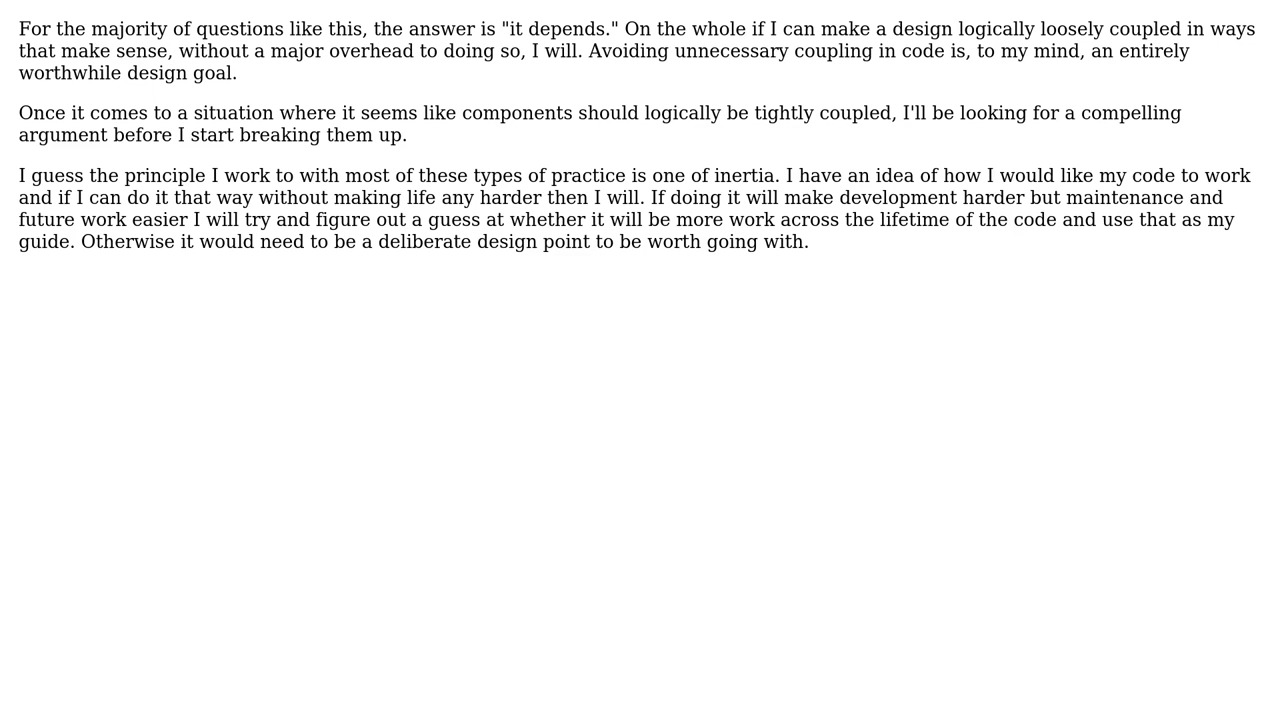 For the majority of questions like this, the answer is "it depends." On the whole if I can make a design logically loosely coupled in ways
that make sense, without a major overhead to doing so, I will. Avoiding unnecessary coupling in code is, to my mind, an entirely
worthwhile design goal.
Once it comes to a situation where it seems like components should logically be tightly coupled, I'll be looking for a compelling
argument before I start breaking them up.
I guess the principle I work to with most of these types of practice is one of inertia. I have an idea of how I would like my code to work
and if I can do it that way without making life any harder then I will. If doing it will make development harder but maintenance and
future work easier I will try and figure out a guess at whether it will be more work across the lifetime of the code and use that as my
guide. Otherwise it would need to be a deliberate design point to be worth going with.